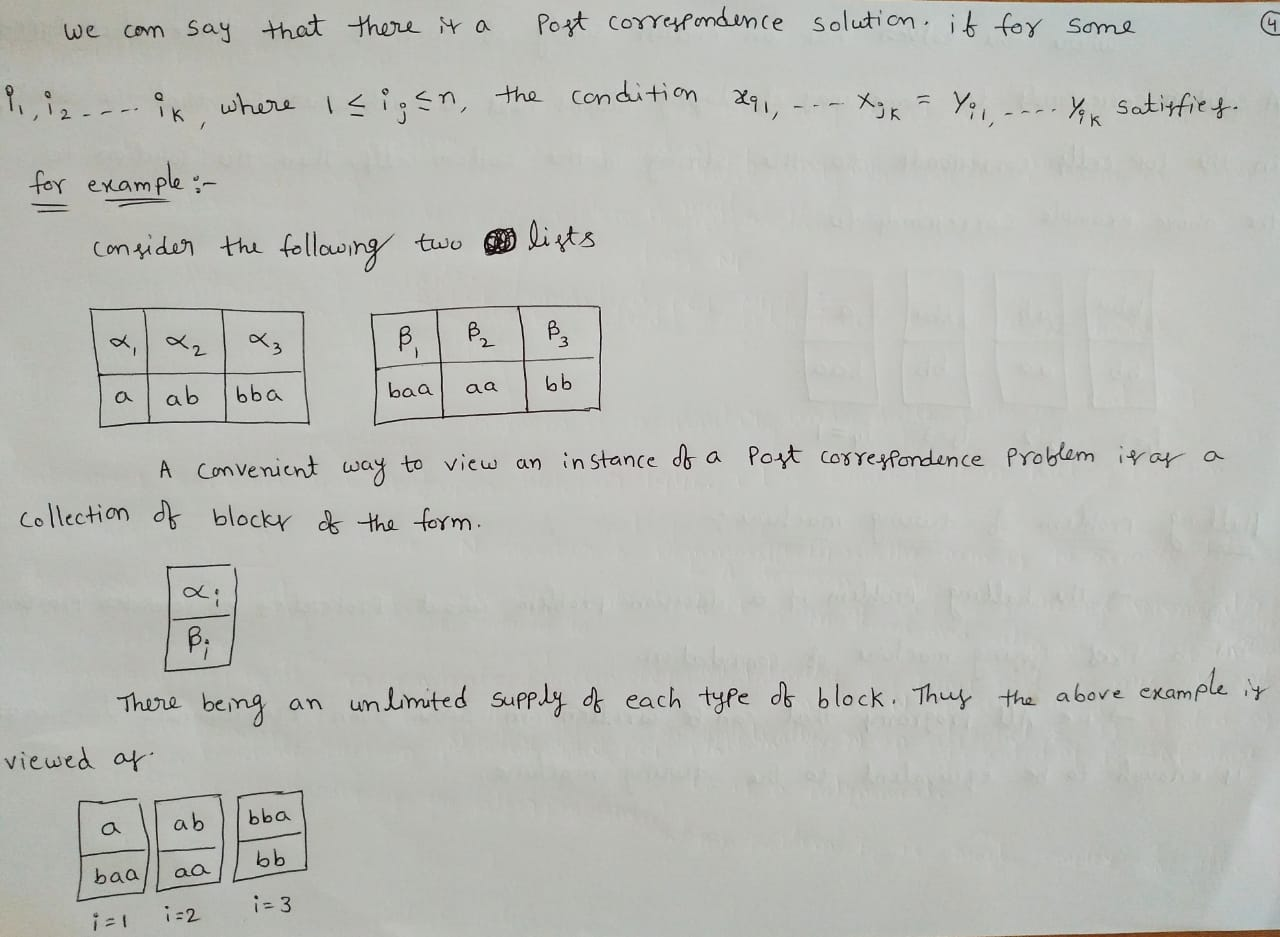 ④
we can say that there is a Post correspondence solution. if for some
i₁, i₂ ---- iₖ, where 1 ≤ iⱼ ≤ n, the condition xᵢ₁, --- xⱼₖ = Yᵢ₁, ---- Yᵢₖ satisfies.
for example :-
consider the following two lists
α₁ α₂ α₃ β₁ β₂ β₃
a ab bba baa aa bb
A convenient way to view an instance of a Post correspondence Problem is as a
collection of blocks of the form.
αᵢ
βᵢ
There being an unlimited supply of each type of block. Thus the above example is
viewed as.
a ab bba
baa aa bb
i=1 i=2 i=3